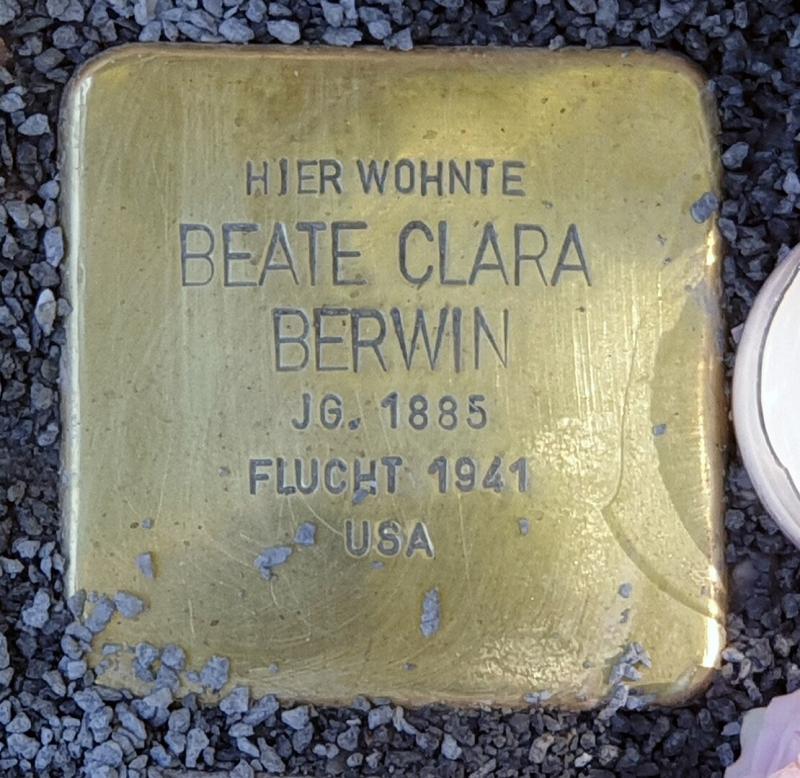 HIER WOHNTE
BEATE CLARA
BERWIN
JG. 1885
FLUCHT 1941
USA